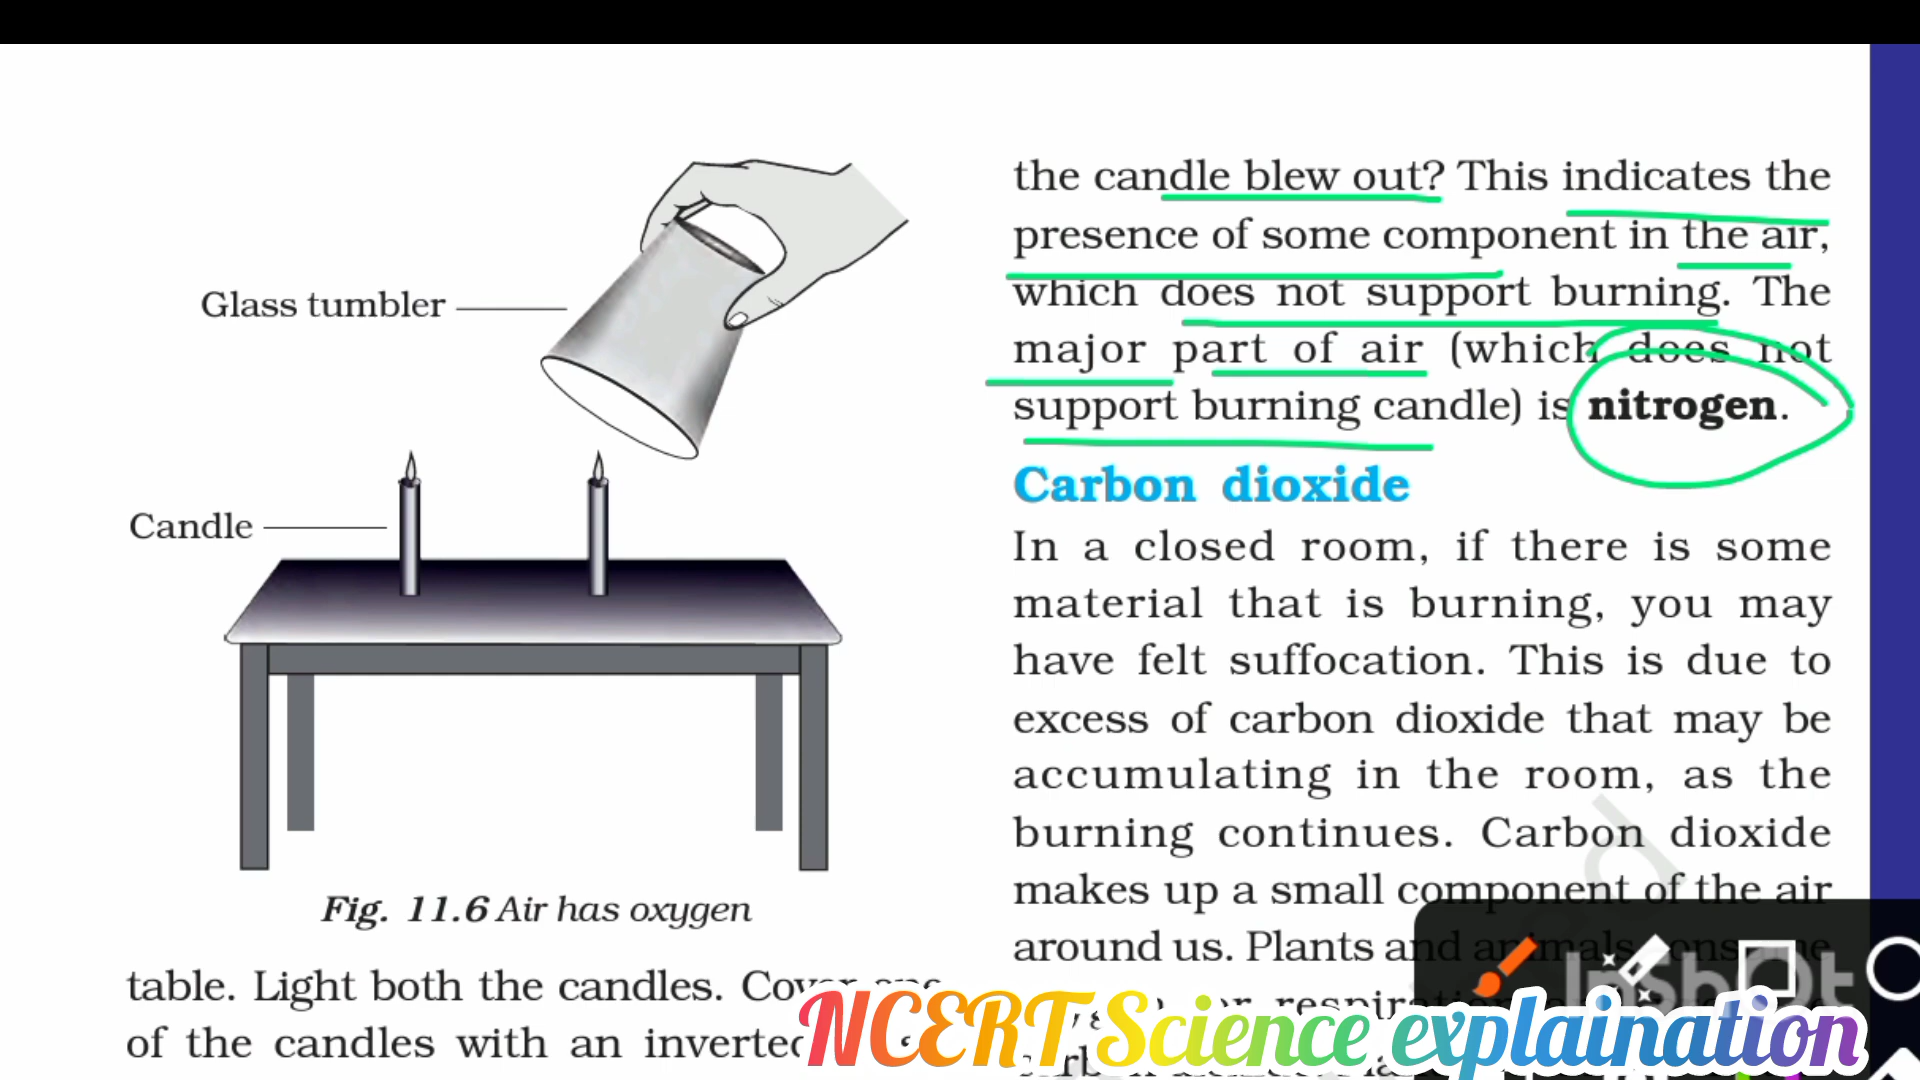 Glass tumbler
Candle
Fig. 11.6 Air has oxygen
table. Light both the candles.
of the candles with an
the candle blew out? This indicates the
presence of some component in the air,
which does not support burning. The
major part of air (which does not
support burning candle) is nitrogen.
Carbon dioxide
In a closed room, if there is some
material that is burning, you may
have felt suffocation. This is due to
excess of carbon dioxide that may be
accumulating in the room, as the
burning continues. Carbon dioxide
makes up a small component of the air
around us. Plants and animals
InShOt
NCERT Science explaination